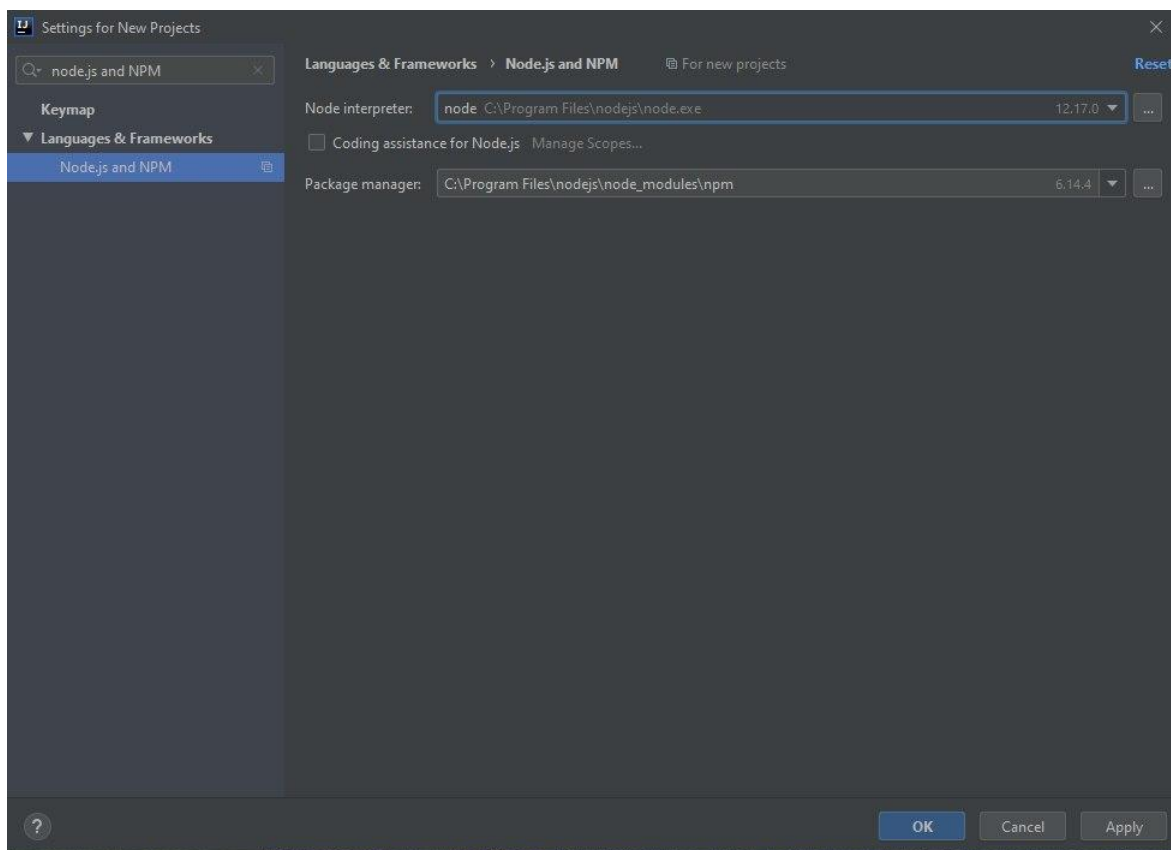 Settings for New Projects
node.js and NPM
Keymap
Languages & Frameworks
Node.js and NPM
Languages & Frameworks › Node.js and NPM For new projects Reset
Node interpreter: node C:\Program Files\nodejs\node.exe 12.17.0 ...
Coding assistance for Node.js Manage Scopes...
Package manager: C:\Program Files\nodejs\node_modules\npm 6.14.4 ...
? OK Cancel Apply